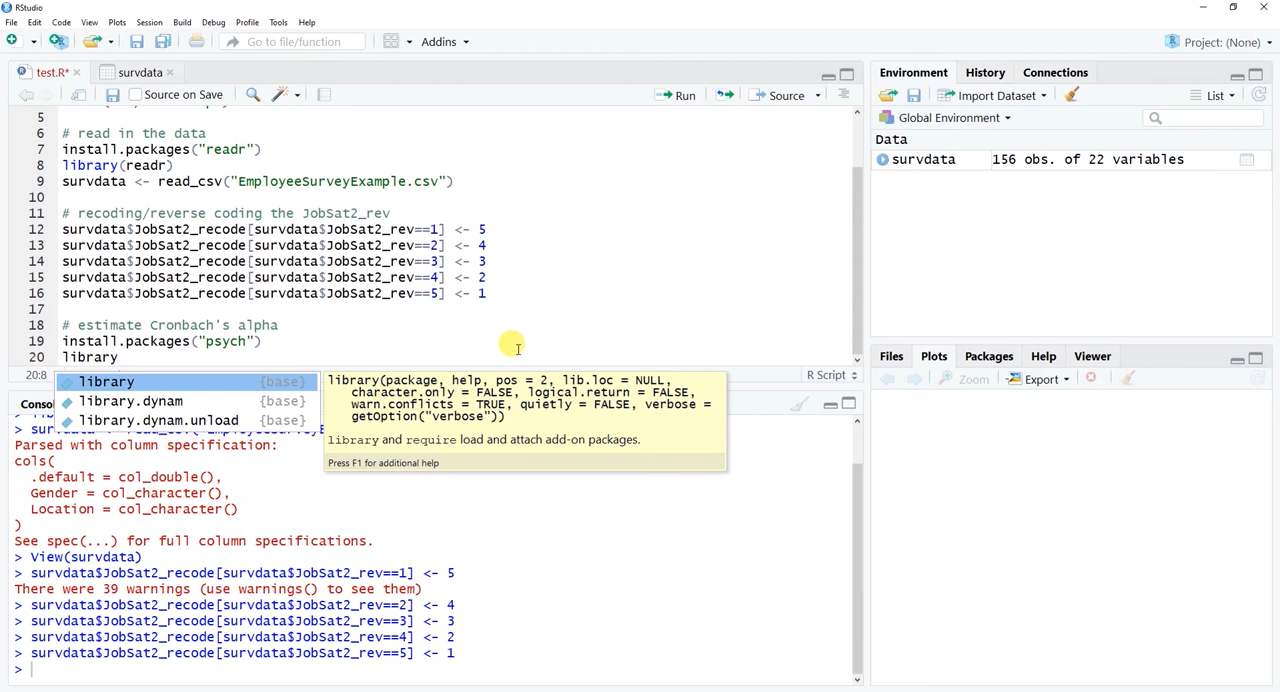 RStudio
File Edit Code View Plots Session Build Debug Profile Tools Help
Go to file/function Addins Project: (None)
test.R* survdata
Source on Save Run Source
5
6 # read in the data
7 install.packages("readr")
8 library(readr)
9 survdata <- read_csv("EmployeeSurveyExample.csv")
10
11 # recoding/reverse coding the JobSat2_rev
12 survdata$JobSat2_recode[survdata$JobSat2_rev==1] <- 5
13 survdata$JobSat2_recode[survdata$JobSat2_rev==2] <- 4
14 survdata$JobSat2_recode[survdata$JobSat2_rev==3] <- 3
15 survdata$JobSat2_recode[survdata$JobSat2_rev==4] <- 2
16 survdata$JobSat2_recode[survdata$JobSat2_rev==5] <- 1
17
18 # estimate Cronbach's alpha
19 install.packages("psych")
20 library
20:8 R Script
library {base}
library.dynam {base}
library.dynam.unload {base}
library(package, help, pos = 2, lib.loc = NULL,
character.only = FALSE, logical.return = FALSE,
warn.conflicts = TRUE, quietly = FALSE, verbose =
getOption("verbose"))
library and require load and attach add-on packages.
Press F1 for additional help
Parsed with column specification:
cols(
.default = col_double(),
Gender = col_character(),
Location = col_character()
)
See spec(...) for full column specifications.
> View(survdata)
> survdata$JobSat2_recode[survdata$JobSat2_rev==1] <- 5
There were 39 warnings (use warnings() to see them)
> survdata$JobSat2_recode[survdata$JobSat2_rev==2] <- 4
> survdata$JobSat2_recode[survdata$JobSat2_rev==3] <- 3
> survdata$JobSat2_recode[survdata$JobSat2_rev==4] <- 2
> survdata$JobSat2_recode[survdata$JobSat2_rev==5] <- 1
>
Environment History Connections
Import Dataset List
Global Environment
Data
survdata 156 obs. of 22 variables
Files Plots Packages Help Viewer
Zoom Export